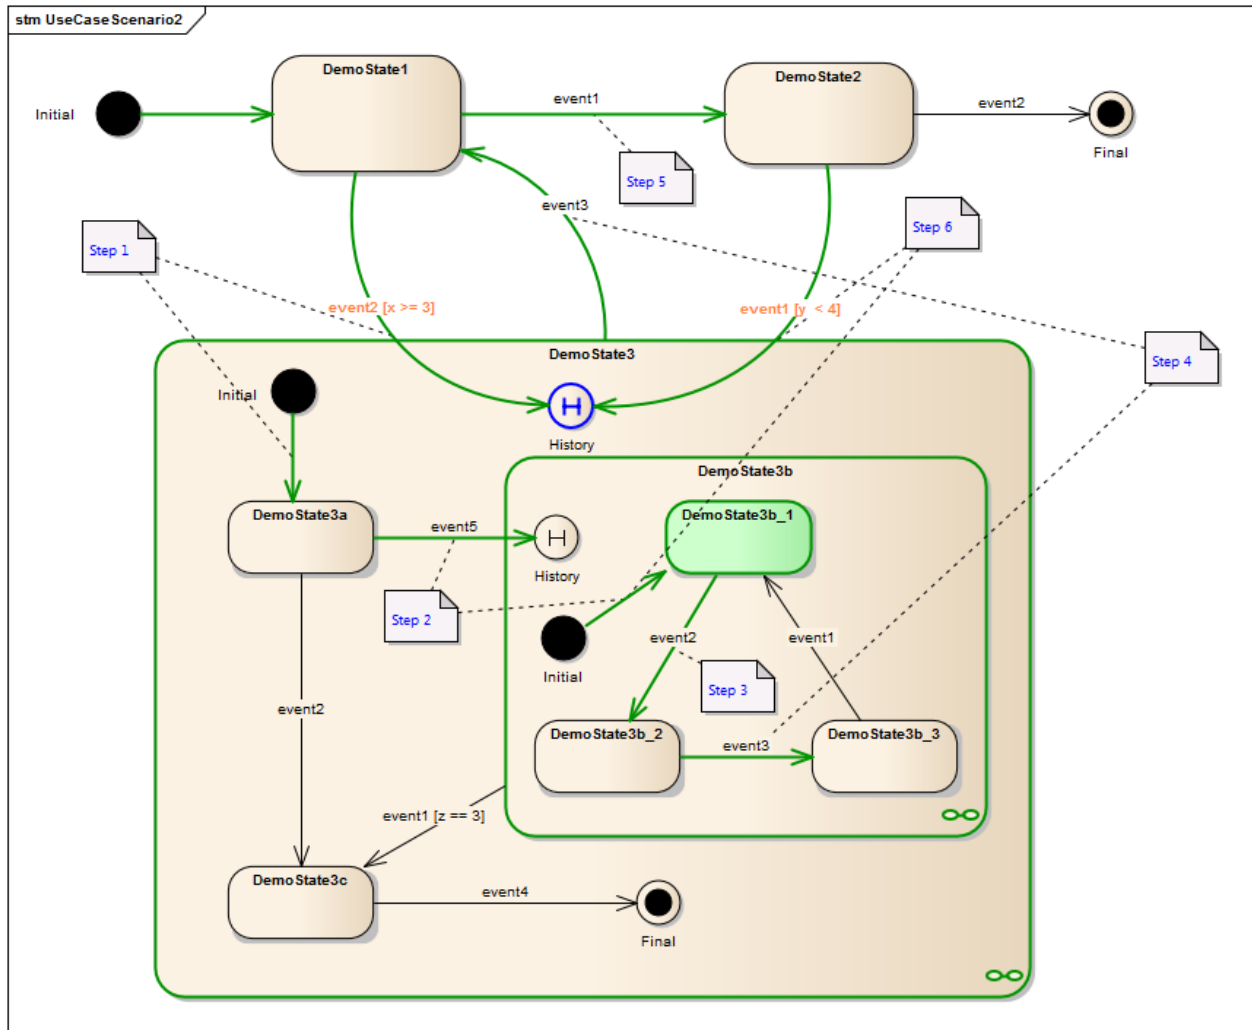 stm UseCaseScenario2
DemoState1
DemoState2
Initial
event1
event2
Final
Step 5
event3
Step 1
Step 6
event2 [x >= 3]
event1 [y < 4]
DemoState3
Step 4
Initial
H
History
DemoState3b
DemoState3a
event5
H
History
DemoState3b_1
Step 2
event2
event1
Initial
Step 3
event2
DemoState3b_2
event3
DemoState3b_3
event1 [z == 3]
DemoState3c
event4
Final